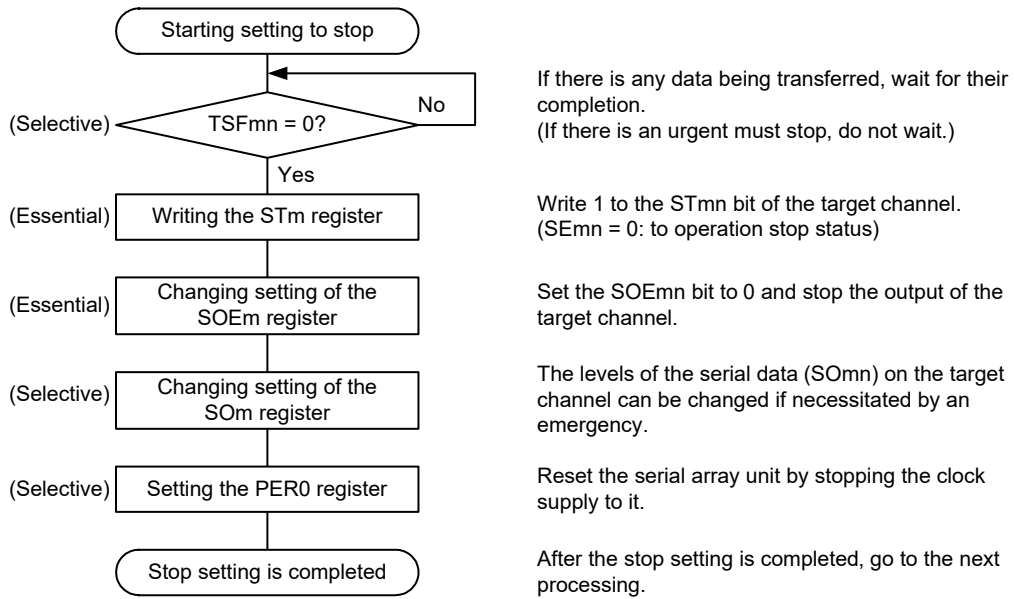 Starting setting to stop
If there is any data being transferred, wait for their
completion.
(If there is an urgent must stop, do not wait.)
No
(Selective)
TSFmn = 0?
Yes
(Essential)
Writing the STm register
Write 1 to the STmn bit of the target channel.
(SEmn = 0: to operation stop status)
(Essential)
Changing setting of the
SOEm register
Set the SOEmn bit to 0 and stop the output of the
target channel.
(Selective)
Changing setting of the
SOm register
The levels of the serial data (SOmn) on the target
channel can be changed if necessitated by an
emergency.
(Selective)
Setting the PER0 register
Reset the serial array unit by stopping the clock
supply to it.
Stop setting is completed
After the stop setting is completed, go to the next
processing.